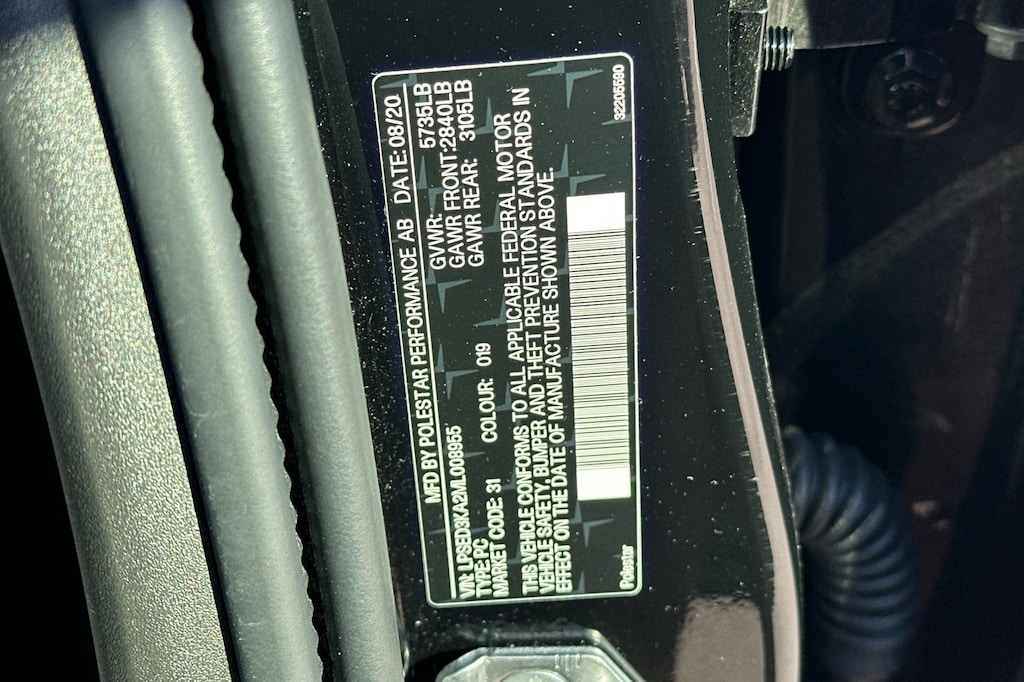 MFD BY POLESTAR PERFORMANCE AB DATE: 08/20
VIN: LPSED3KA2ML008955 GVWR: 5735LB
TYPE: PC GAWR FRONT: 2840LB
MARKET CODE: 31 COLOUR: 019 GAWR REAR: 3105LB
THIS VEHICLE CONFORMS TO ALL APPLICABLE FEDERAL MOTOR
VEHICLE SAFETY, BUMPER AND THEFT PREVENTION STANDARDS IN
EFFECT ON THE DATE OF MANUFACTURE SHOWN ABOVE.
Polestar 32205590